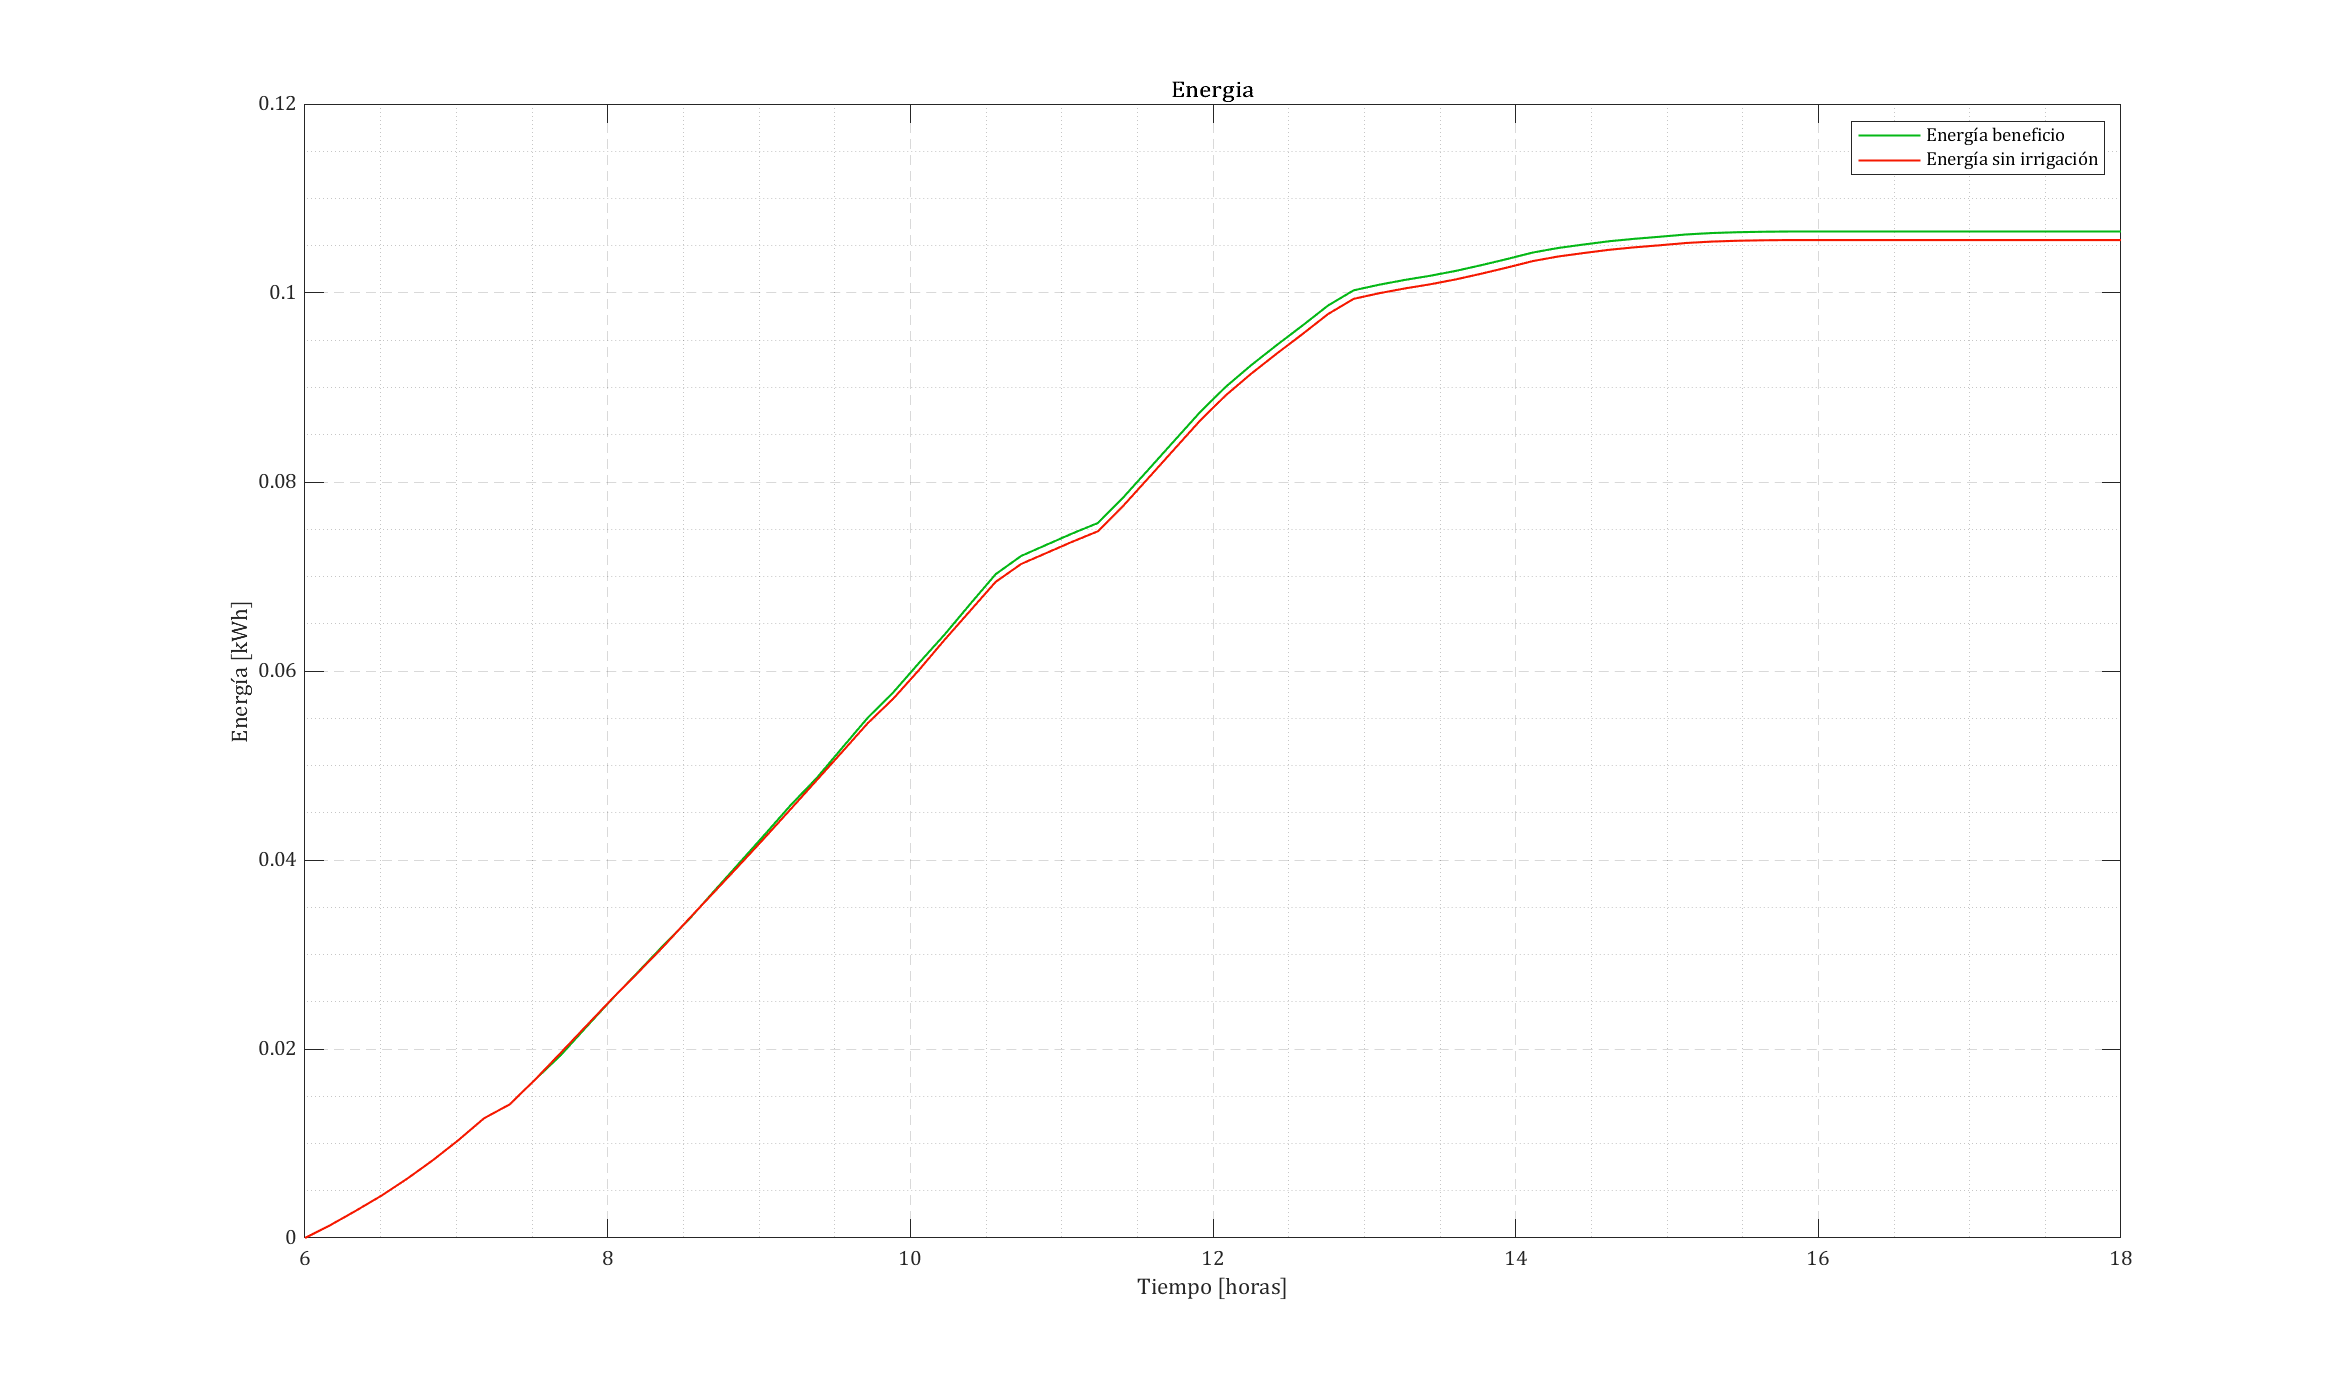 Energia
0.12
0.1
0.08
0.06
0.04
0.02
0
Energía [kWh]
Energía beneficio
Energía sin irrigación
6 8 10 12 14 16 18
Tiempo [horas]